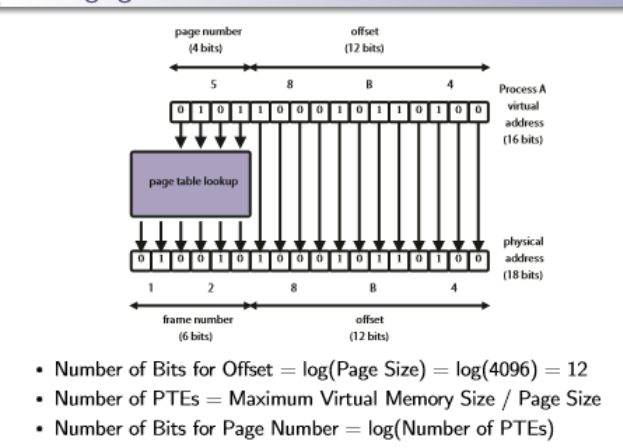 page number
(4 bits)
offset
(12 bits)
5 8 B 4
Process A
virtual
address
(16 bits)
0 1 0 1 1 0 0 0 1 0 1 1 0 1 0 0
page table lookup
0 1 0 0 1 0 1 0 0 0 1 0 1 1 0 1 0 0
physical
address
(18 bits)
1 2 8 B 4
frame number
(6 bits)
offset
(12 bits)
• Number of Bits for Offset = log(Page Size) = log(4096) = 12
• Number of PTEs = Maximum Virtual Memory Size / Page Size
• Number of Bits for Page Number = log(Number of PTEs)